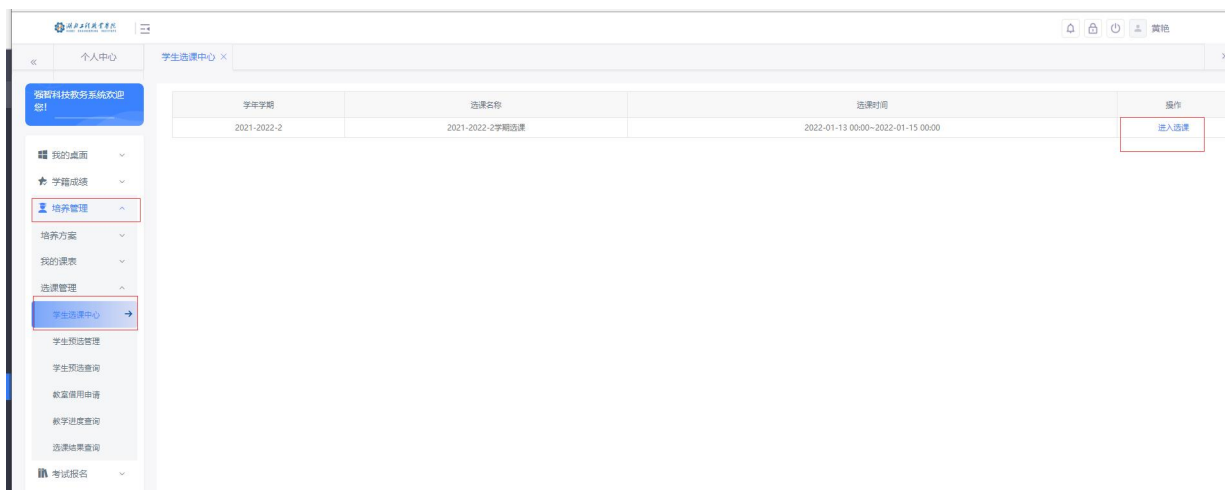 黄艳
个人中心
学生选课中心
强智科技教务系统欢迎
您!
学年学期 选课名称 选课时间 操作
2021-2022-2 2021-2022-2学期选课 2022-01-13 00:00~2022-01-15 00:00 进入选课
我的桌面
学籍成绩
培养管理
培养方案
我的课表
选课管理
学生选课中心
学生预选管理
学生预选查询
教室借用申请
教学进度查询
选课结果查询
考试报名